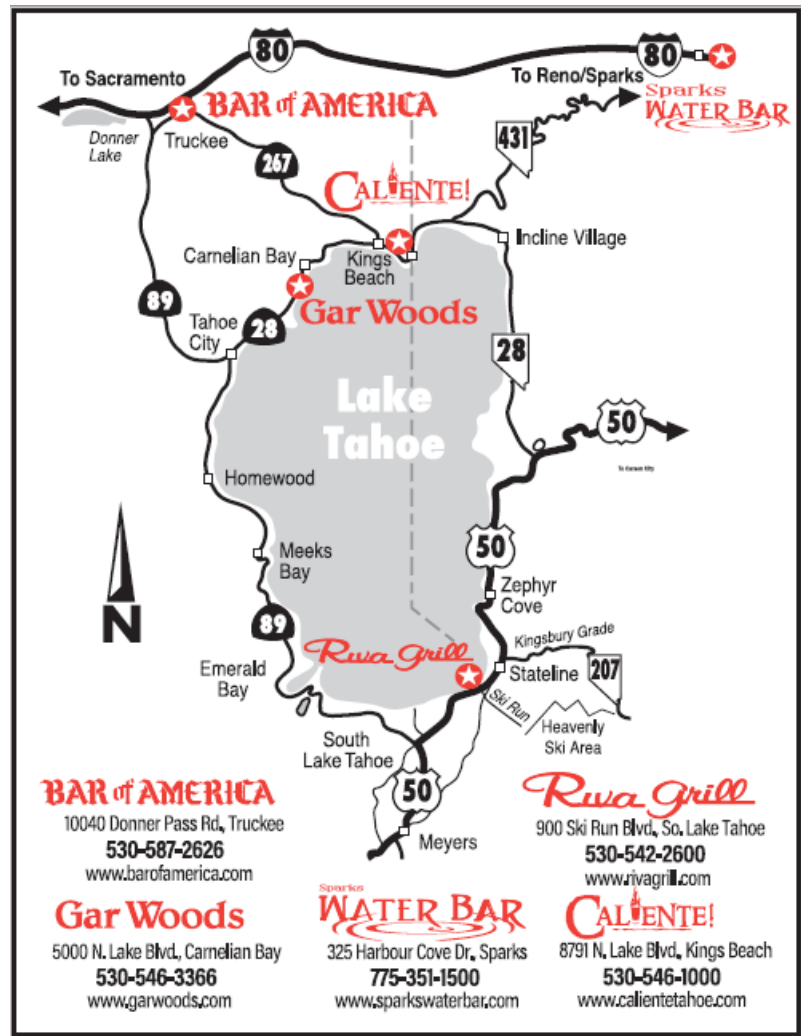 80
80
To Sacramento
To Reno/Sparks
Sparks
WATER BAR
BAR of AMERICA
Donner
Lake
Truckee
431
267
CALIENTE!
Carnelian Bay
Kings
Beach
Incline Village
Gar Woods
89
Tahoe
City
28
28
Lake
Tahoe
50
To Carson City
Homewood
50
Meeks
Bay
Zephyr
Cove
N
89
Kingsbury Grade
Riva Grill
Emerald
Bay
Stateline
207
Ski Run
Heavenly
Ski Area
South
Lake Tahoe
50
Meyers
BAR of AMERICA
10040 Donner Pass Rd., Truckee
530-587-2626
www.barofamerica.com
Riva Grill
900 Ski Run Blvd., So. Lake Tahoe
530-542-2600
www.rivagrill.com
Gar Woods
5000 N. Lake Blvd., Carnelian Bay
530-546-3366
www.garwoods.com
Sparks
WATER BAR
325 Harbour Cove Dr., Sparks
775-351-1500
www.sparkswaterbar.com
CALIENTE!
8791 N. Lake Blvd., Kings Beach
530-546-1000
www.calientetahoe.com